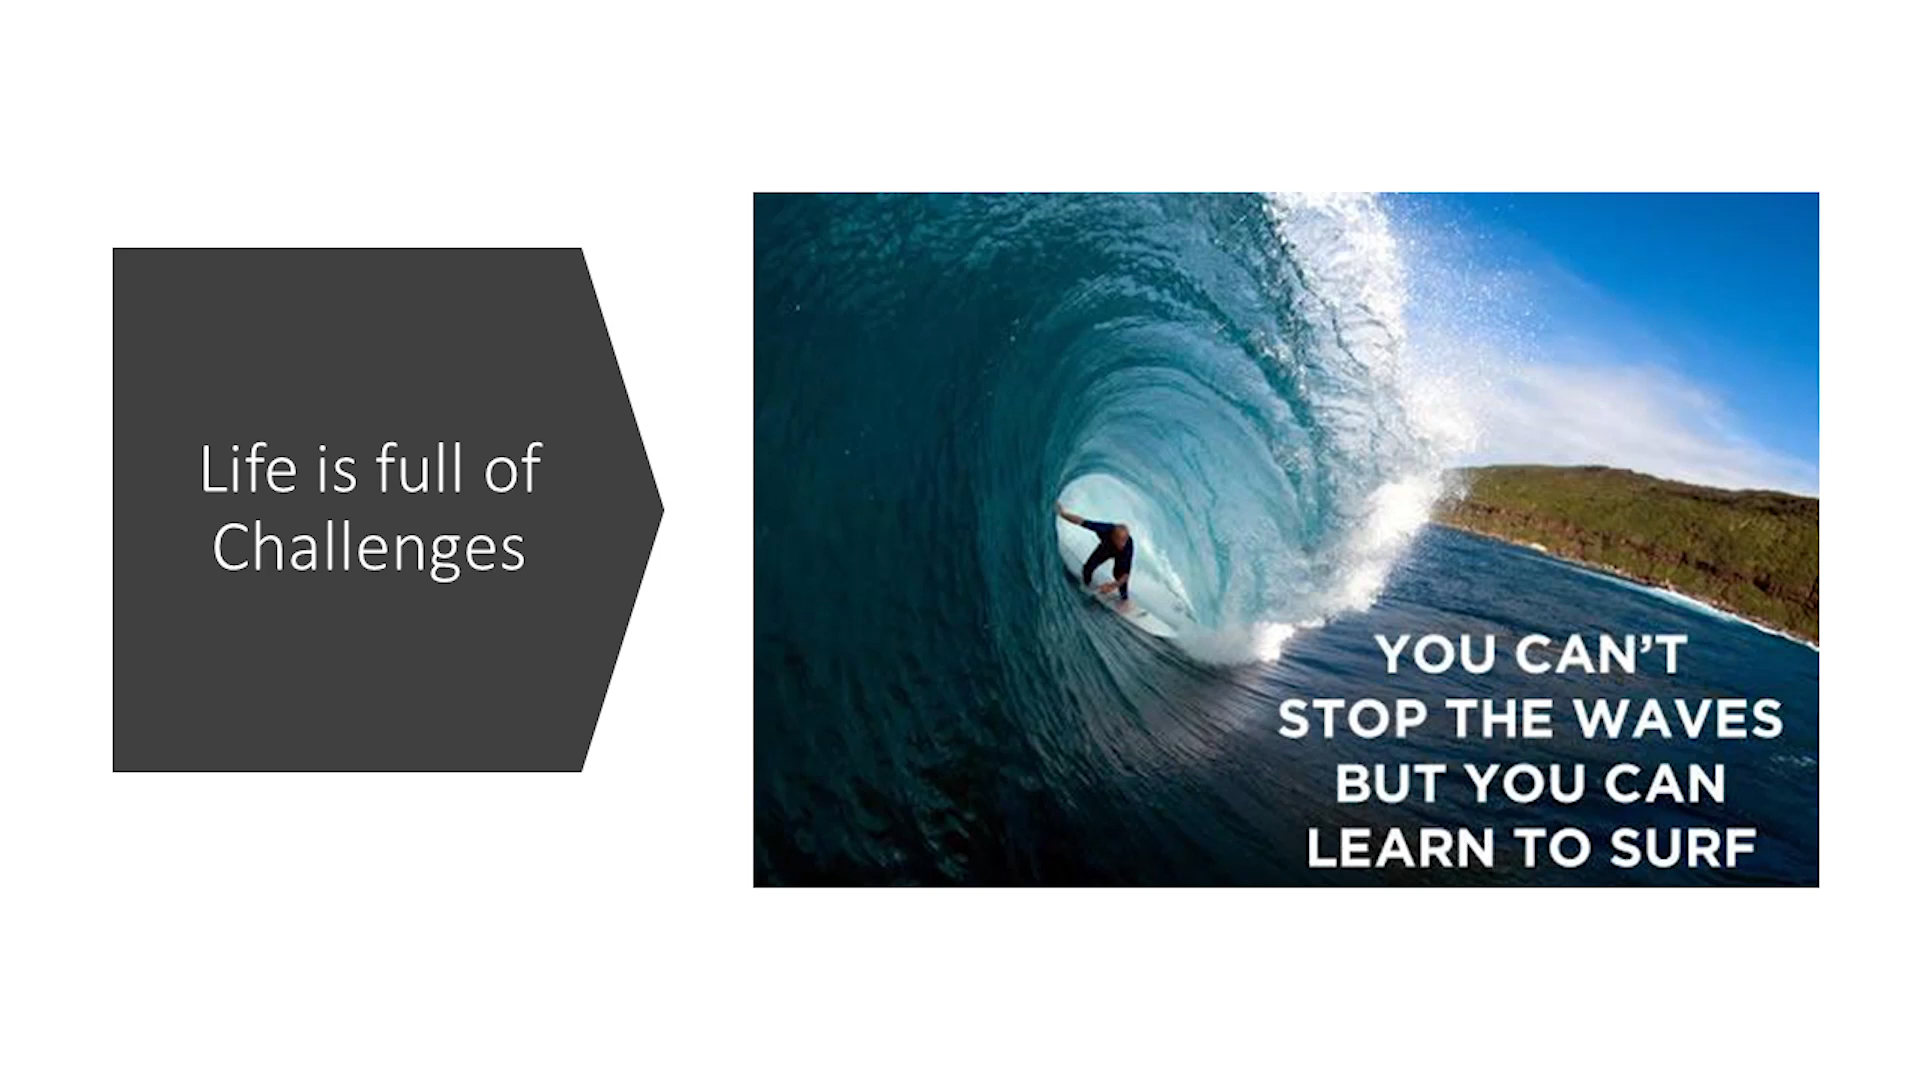 Life is full of
Challenges
YOU CAN'T
STOP THE WAVES
BUT YOU CAN
LEARN TO SURF